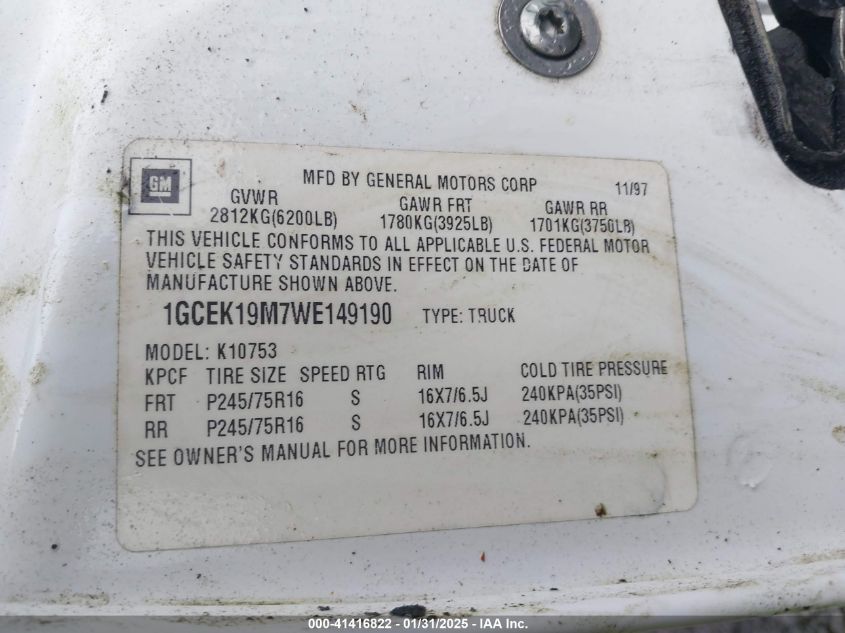 GM
MFD BY GENERAL MOTORS CORP 11/97
GVWR GAWR FRT GAWR RR
2812KG(6200LB) 1780KG(3925LB) 1701KG(3750LB)
THIS VEHICLE CONFORMS TO ALL APPLICABLE U.S. FEDERAL MOTOR
VEHICLE SAFETY STANDARDS IN EFFECT ON THE DATE OF
MANUFACTURE SHOWN ABOVE.
1GCEK19M7WE149190 TYPE: TRUCK
MODEL: K10753
KPCF TIRE SIZE SPEED RTG RIM COLD TIRE PRESSURE
FRT P245/75R16 S 16X7/6.5J 240KPA(35PSI)
RR P245/75R16 S 16X7/6.5J 240KPA(35PSI)
SEE OWNER'S MANUAL FOR MORE INFORMATION.
000-41416822 - 01/31/2025 - IAA Inc.